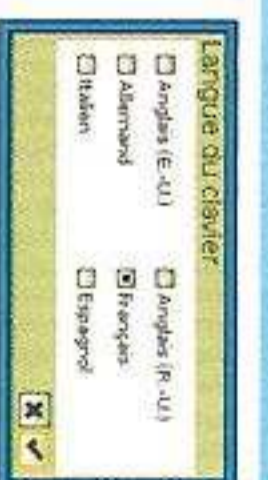 Langue du clavier
Anglais (E.-U.) Anglais (R.-U.)
Allemand Français
Italien Espagnol